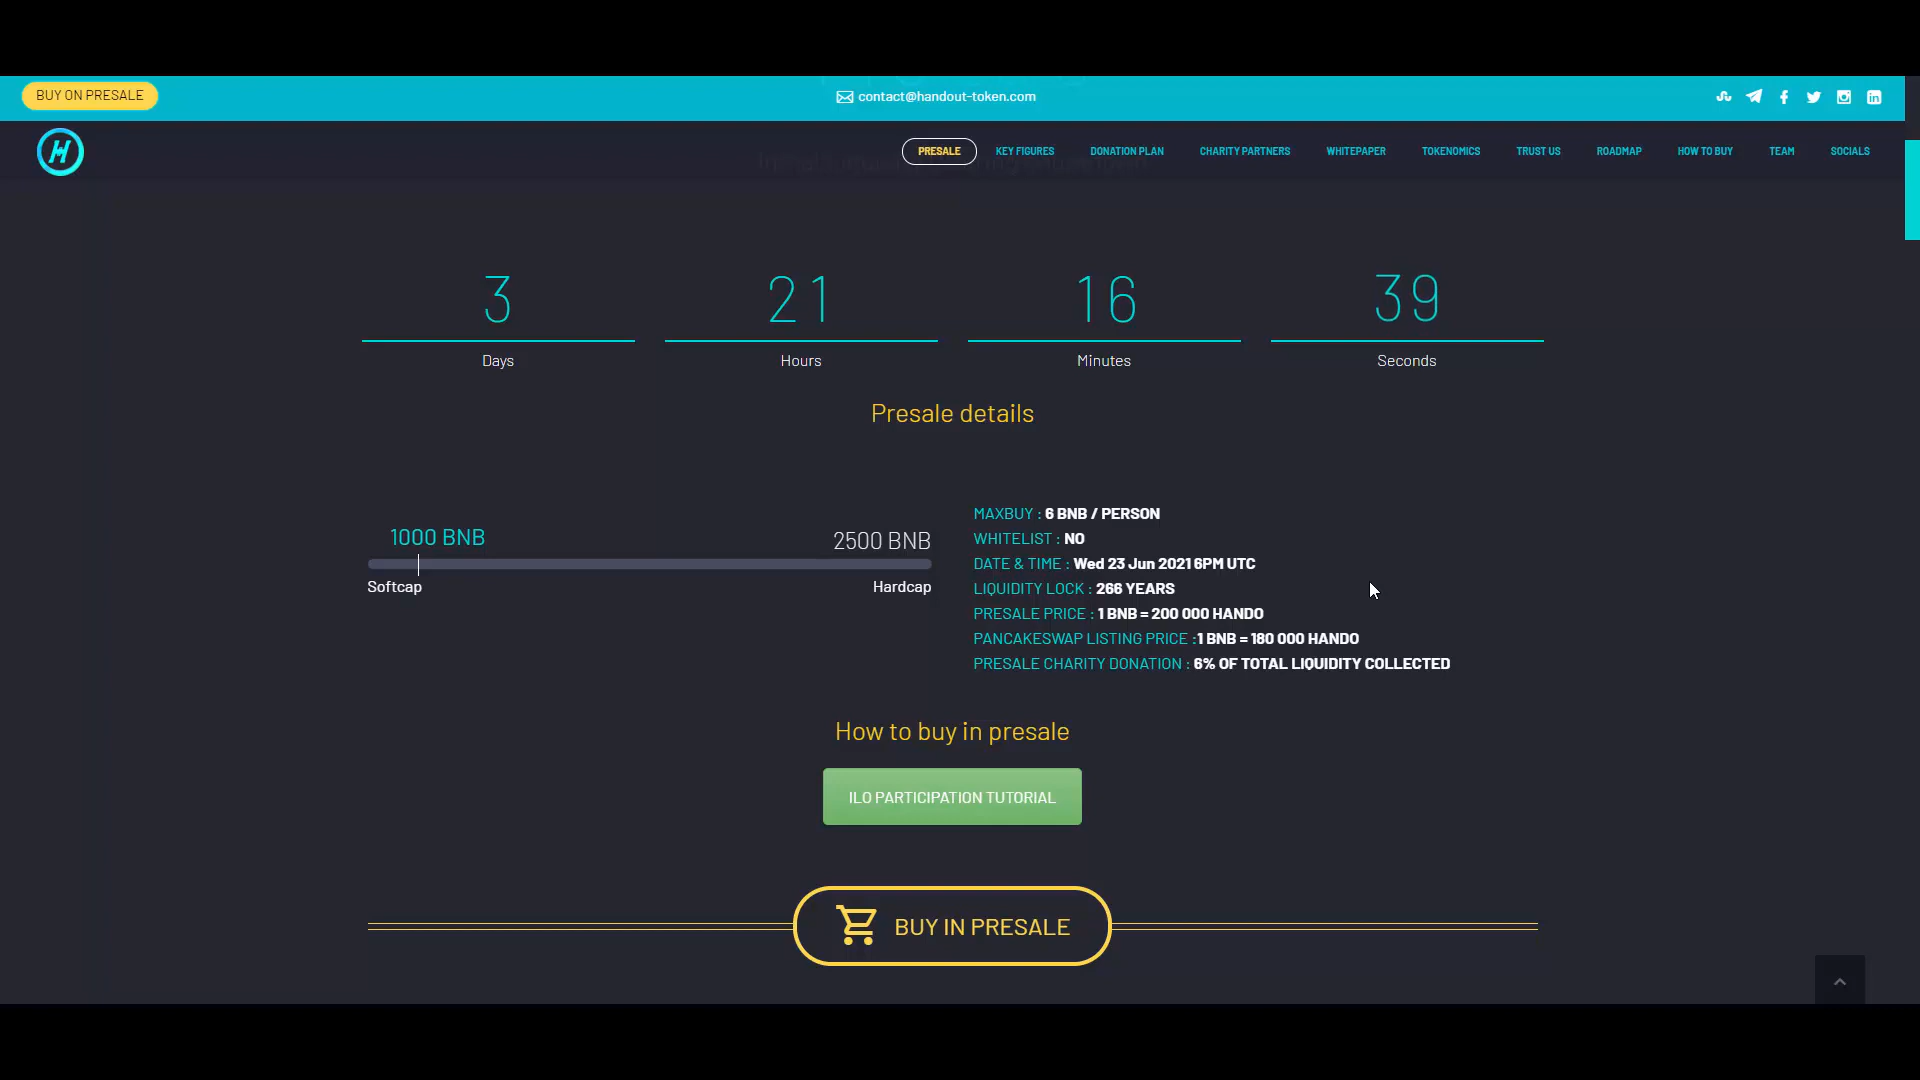 BUY ON PRESALE
contact@handout-token.com
PRESALE KEY FIGURES DONATION PLAN CHARITY PARTNERS WHITEPAPER TOKENOMICS TRUST US ROADMAP HOW TO BUY TEAM SOCIALS
3 21 16 39
Days Hours Minutes Seconds
Presale details
1000 BNB 2500 BNB
Softcap Hardcap
MAXBUY : 6 BNB / PERSON
WHITELIST : NO
DATE & TIME : Wed 23 Jun 2021 6PM UTC
LIQUIDITY LOCK : 266 YEARS
PRESALE PRICE : 1 BNB = 200 000 HANDO
PANCAKESWAP LISTING PRICE :1 BNB = 180 000 HANDO
PRESALE CHARITY DONATION : 6% OF TOTAL LIQUIDITY COLLECTED
How to buy in presale
ILO PARTICIPATION TUTORIAL
BUY IN PRESALE